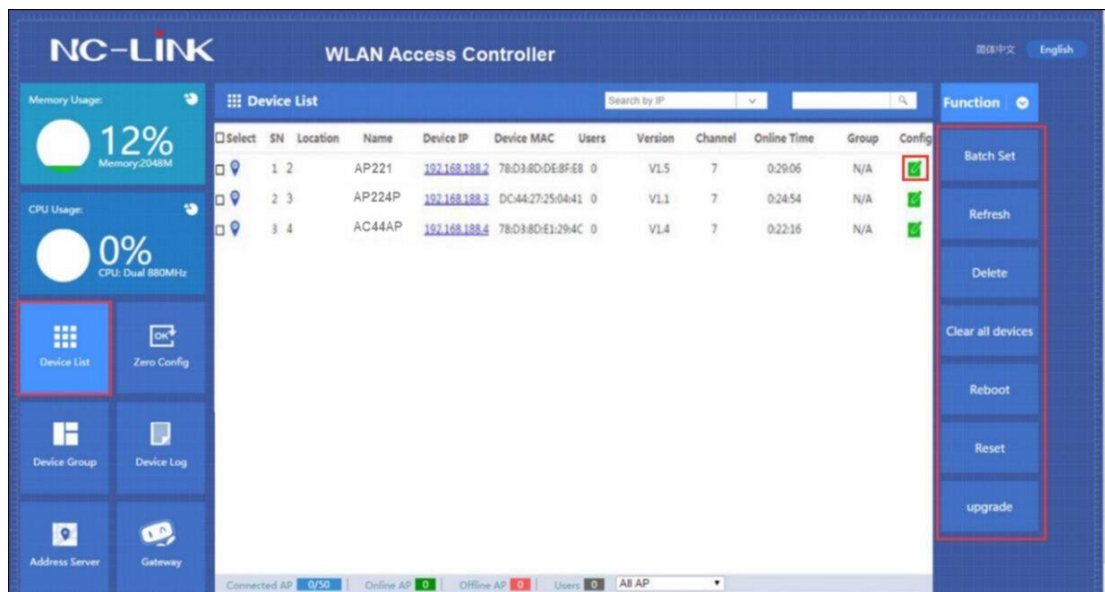 NC-LINK
WLAN Access Controller
简体中文 English
Memory Usage:
12%
Memory:2048M
CPU Usage:
0%
CPU: Dual 880MHz
Device List
Zero Config
Device Group
Device Log
Address Server
Gateway
Device List
Search by IP
Select SN Location Name Device IP Device MAC Users Version Channel Online Time Group Config
1 2 AP221 192.168.188.2 78:D3:8D:DE:8F:E8 0 V1.5 7 0:29:06 N/A
2 3 AP224P 192.168.188.3 DC:44:27:25:04:41 0 V1.1 7 0:24:54 N/A
3 4 AC44AP 192.168.188.4 78:D3:8D:E1:29:4C 0 V1.4 7 0:22:16 N/A
Connected AP 0/50 Online AP 0 Offline AP 0 Users 0 All AP
Function
Batch Set
Refresh
Delete
Clear all devices
Reboot
Reset
upgrade